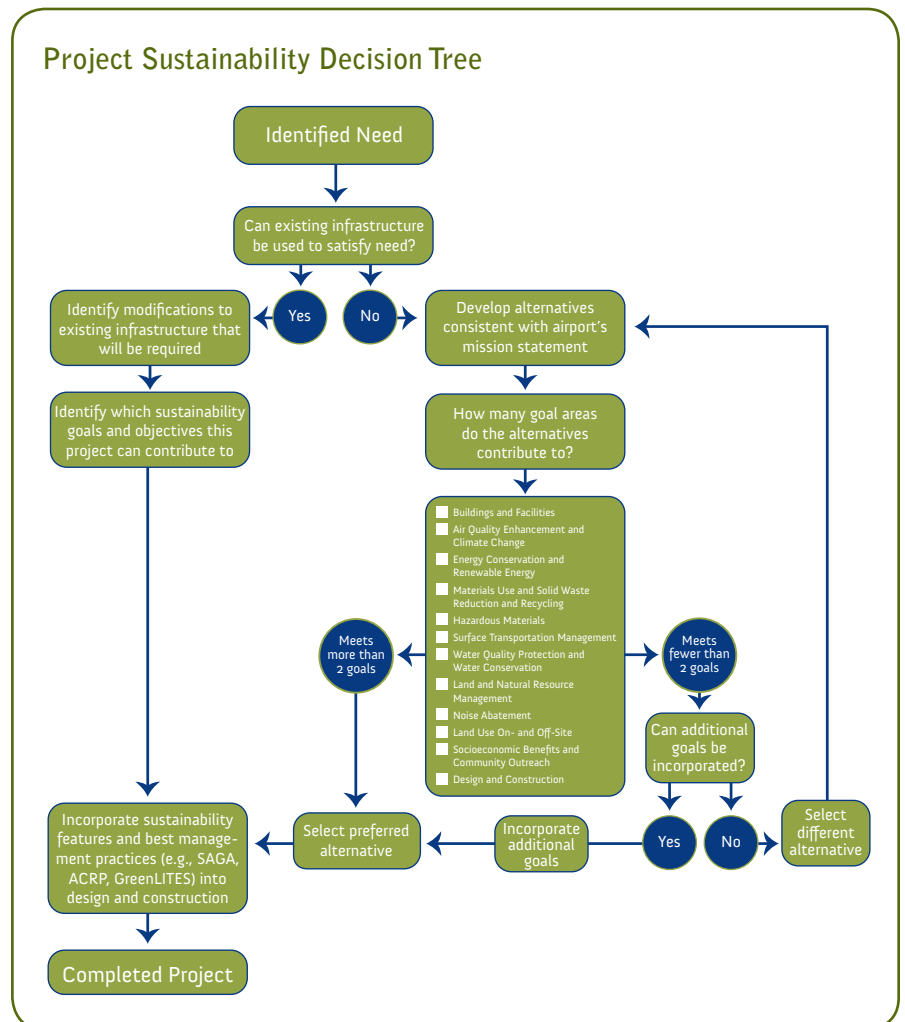 Project Sustainability Decision Tree
Identified Need
Can existing infrastructure
be used to satisfy need?
Yes
No
Identify modifications to
existing infrastructure that
will be required
Identify which sustainability
goals and objectives this
project can contribute to
Develop alternatives
consistent with airport's
mission statement
How many goal areas
do the alternatives
contribute to?
Buildings and Facilities
Air Quality Enhancement and
Climate Change
Energy Conservation and
Renewable Energy
Materials Use and Solid Waste
Reduction and Recycling
Hazardous Materials
Surface Transportation Management
Water Quality Protection and
Water Conservation
Land and Natural Resource
Management
Noise Abatement
Land Use On- and Off-Site
Socioeconomic Benefits and
Community Outreach
Design and Construction
Meets
more than
2 goals
Meets
fewer than
2 goals
Can additional
goals be
incorporated?
Yes
No
Select
different
alternative
Incorporate
additional
goals
Select preferred
alternative
Incorporate sustainability
features and best manage-
ment practices (e.g., SAGA,
ACRP, GreenLITES) into
design and construction
Completed Project